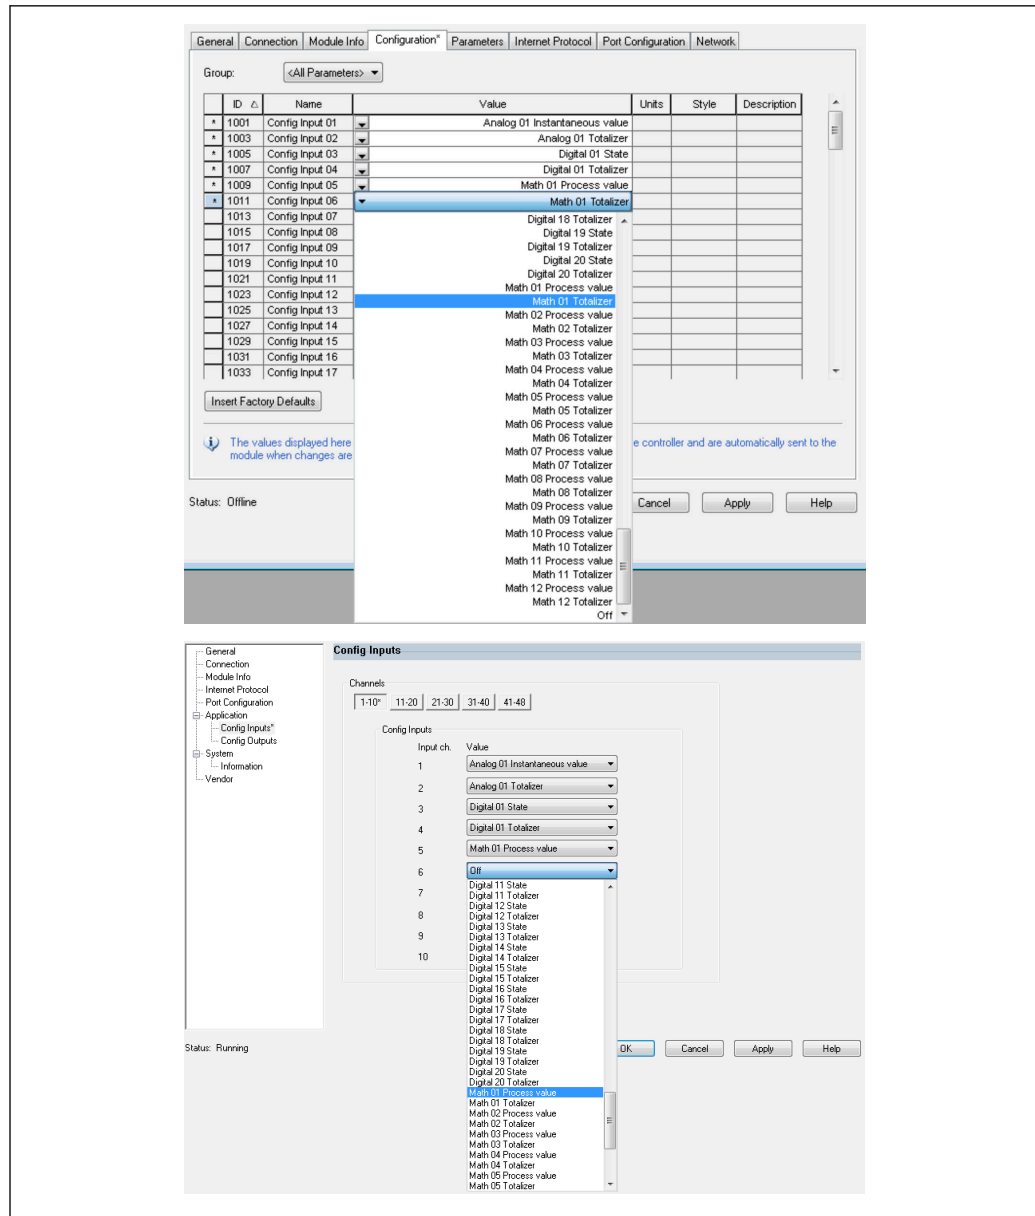 General Connection Module Info Configuration* Parameters Internet Protocol Port Configuration Network
Group: <All Parameters>
ID Name Value Units Style Description
* 1001 Config Input 01 Analog 01 Instantaneous value
* 1003 Config Input 02 Analog 01 Totalizer
* 1005 Config Input 03 Digital 01 State
* 1007 Config Input 04 Digital 01 Totalizer
* 1009 Config Input 05 Math 01 Process value
* 1011 Config Input 06 Math 01 Totalizer
1013 Config Input 07
1015 Config Input 08
1017 Config Input 09
1019 Config Input 10
1021 Config Input 11
1023 Config Input 12
1025 Config Input 13
1027 Config Input 14
1029 Config Input 15
1031 Config Input 16
1033 Config Input 17
Digital 18 Totalizer
Digital 19 State
Digital 19 Totalizer
Digital 20 State
Digital 20 Totalizer
Math 01 Process value
Math 01 Totalizer
Math 02 Process value
Math 02 Totalizer
Math 03 Process value
Math 03 Totalizer
Math 04 Process value
Math 04 Totalizer
Math 05 Process value
Math 05 Totalizer
Math 06 Process value
Math 06 Totalizer
Math 07 Process value
Math 07 Totalizer
Math 08 Process value
Math 08 Totalizer
Math 09 Process value
Math 09 Totalizer
Math 10 Process value
Math 10 Totalizer
Math 11 Process value
Math 11 Totalizer
Math 12 Process value
Math 12 Totalizer
Off
Insert Factory Defaults
The values displayed here e controller and are automatically sent to the
module when changes are
Status: Offline
Cancel Apply Help
General
Connection
Module Info
Internet Protocol
Port Configuration
Application
Config Inputs*
Config Outputs
System
Information
Vendor
Config Inputs
Channels
1-10* 11-20 21-30 31-40 41-48
Config Inputs
Input ch. Value
1 Analog 01 Instantaneous value
2 Analog 01 Totalizer
3 Digital 01 State
4 Digital 01 Totalizer
5 Math 01 Process value
6 Off
7
8
9
10
Digital 11 State
Digital 11 Totalizer
Digital 12 State
Digital 12 Totalizer
Digital 13 State
Digital 13 Totalizer
Digital 14 State
Digital 14 Totalizer
Digital 15 State
Digital 15 Totalizer
Digital 16 State
Digital 16 Totalizer
Digital 17 State
Digital 17 Totalizer
Digital 18 State
Digital 18 Totalizer
Digital 19 State
Digital 19 Totalizer
Digital 20 State
Digital 20 Totalizer
Math 01 Process value
Math 01 Totalizer
Math 02 Process value
Math 02 Totalizer
Math 03 Process value
Math 03 Totalizer
Math 04 Process value
Math 04 Totalizer
Math 05 Process value
Math 05 Totalizer
Status: Running
OK Cancel Apply Help